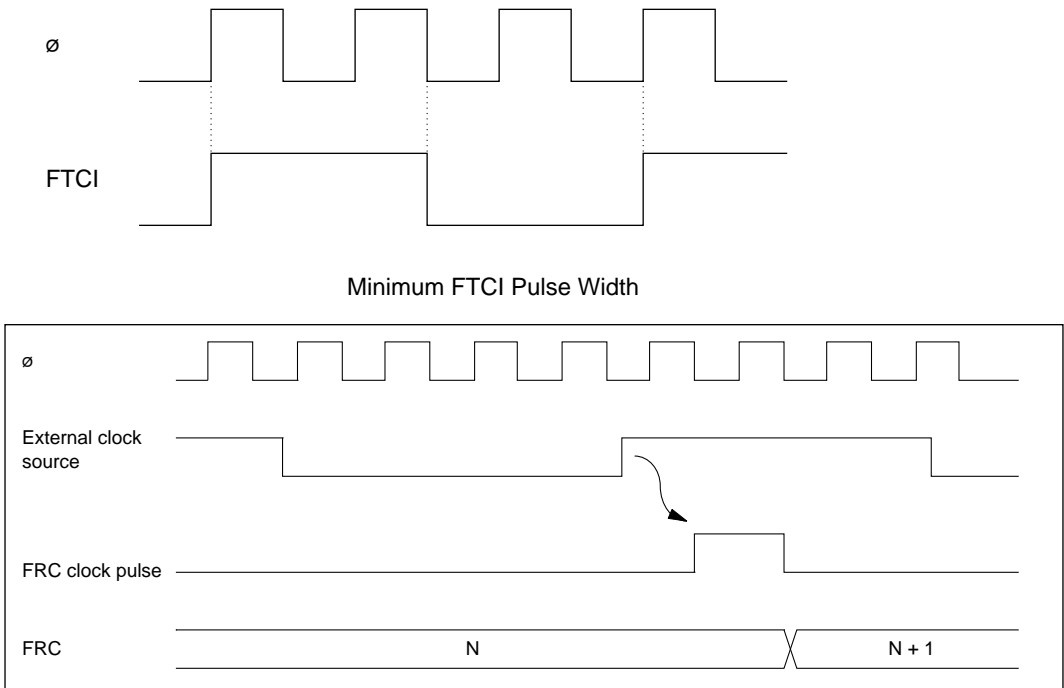 ø
FTCI
Minimum FTCI Pulse Width
ø
External clock
source
FRC clock pulse
FRC
N
N + 1